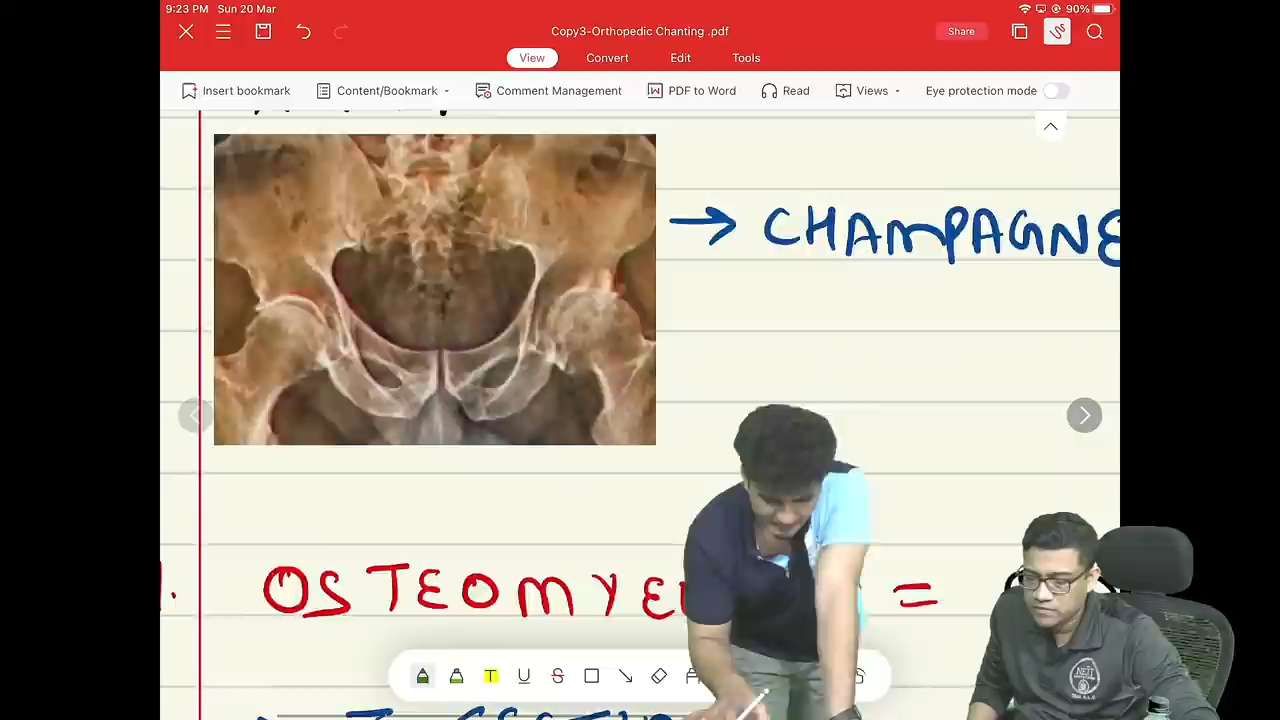 9:23 PM Sun 20 Mar 90%
Copy3-Orthopedic Chanting .pdf
Share
View Convert Edit Tools
Insert bookmark Content/Bookmark Comment Management PDF to Word Read Views Eye protection mode
→ CHAMPAGNE
OSTEOMYE =
T U S
NEET